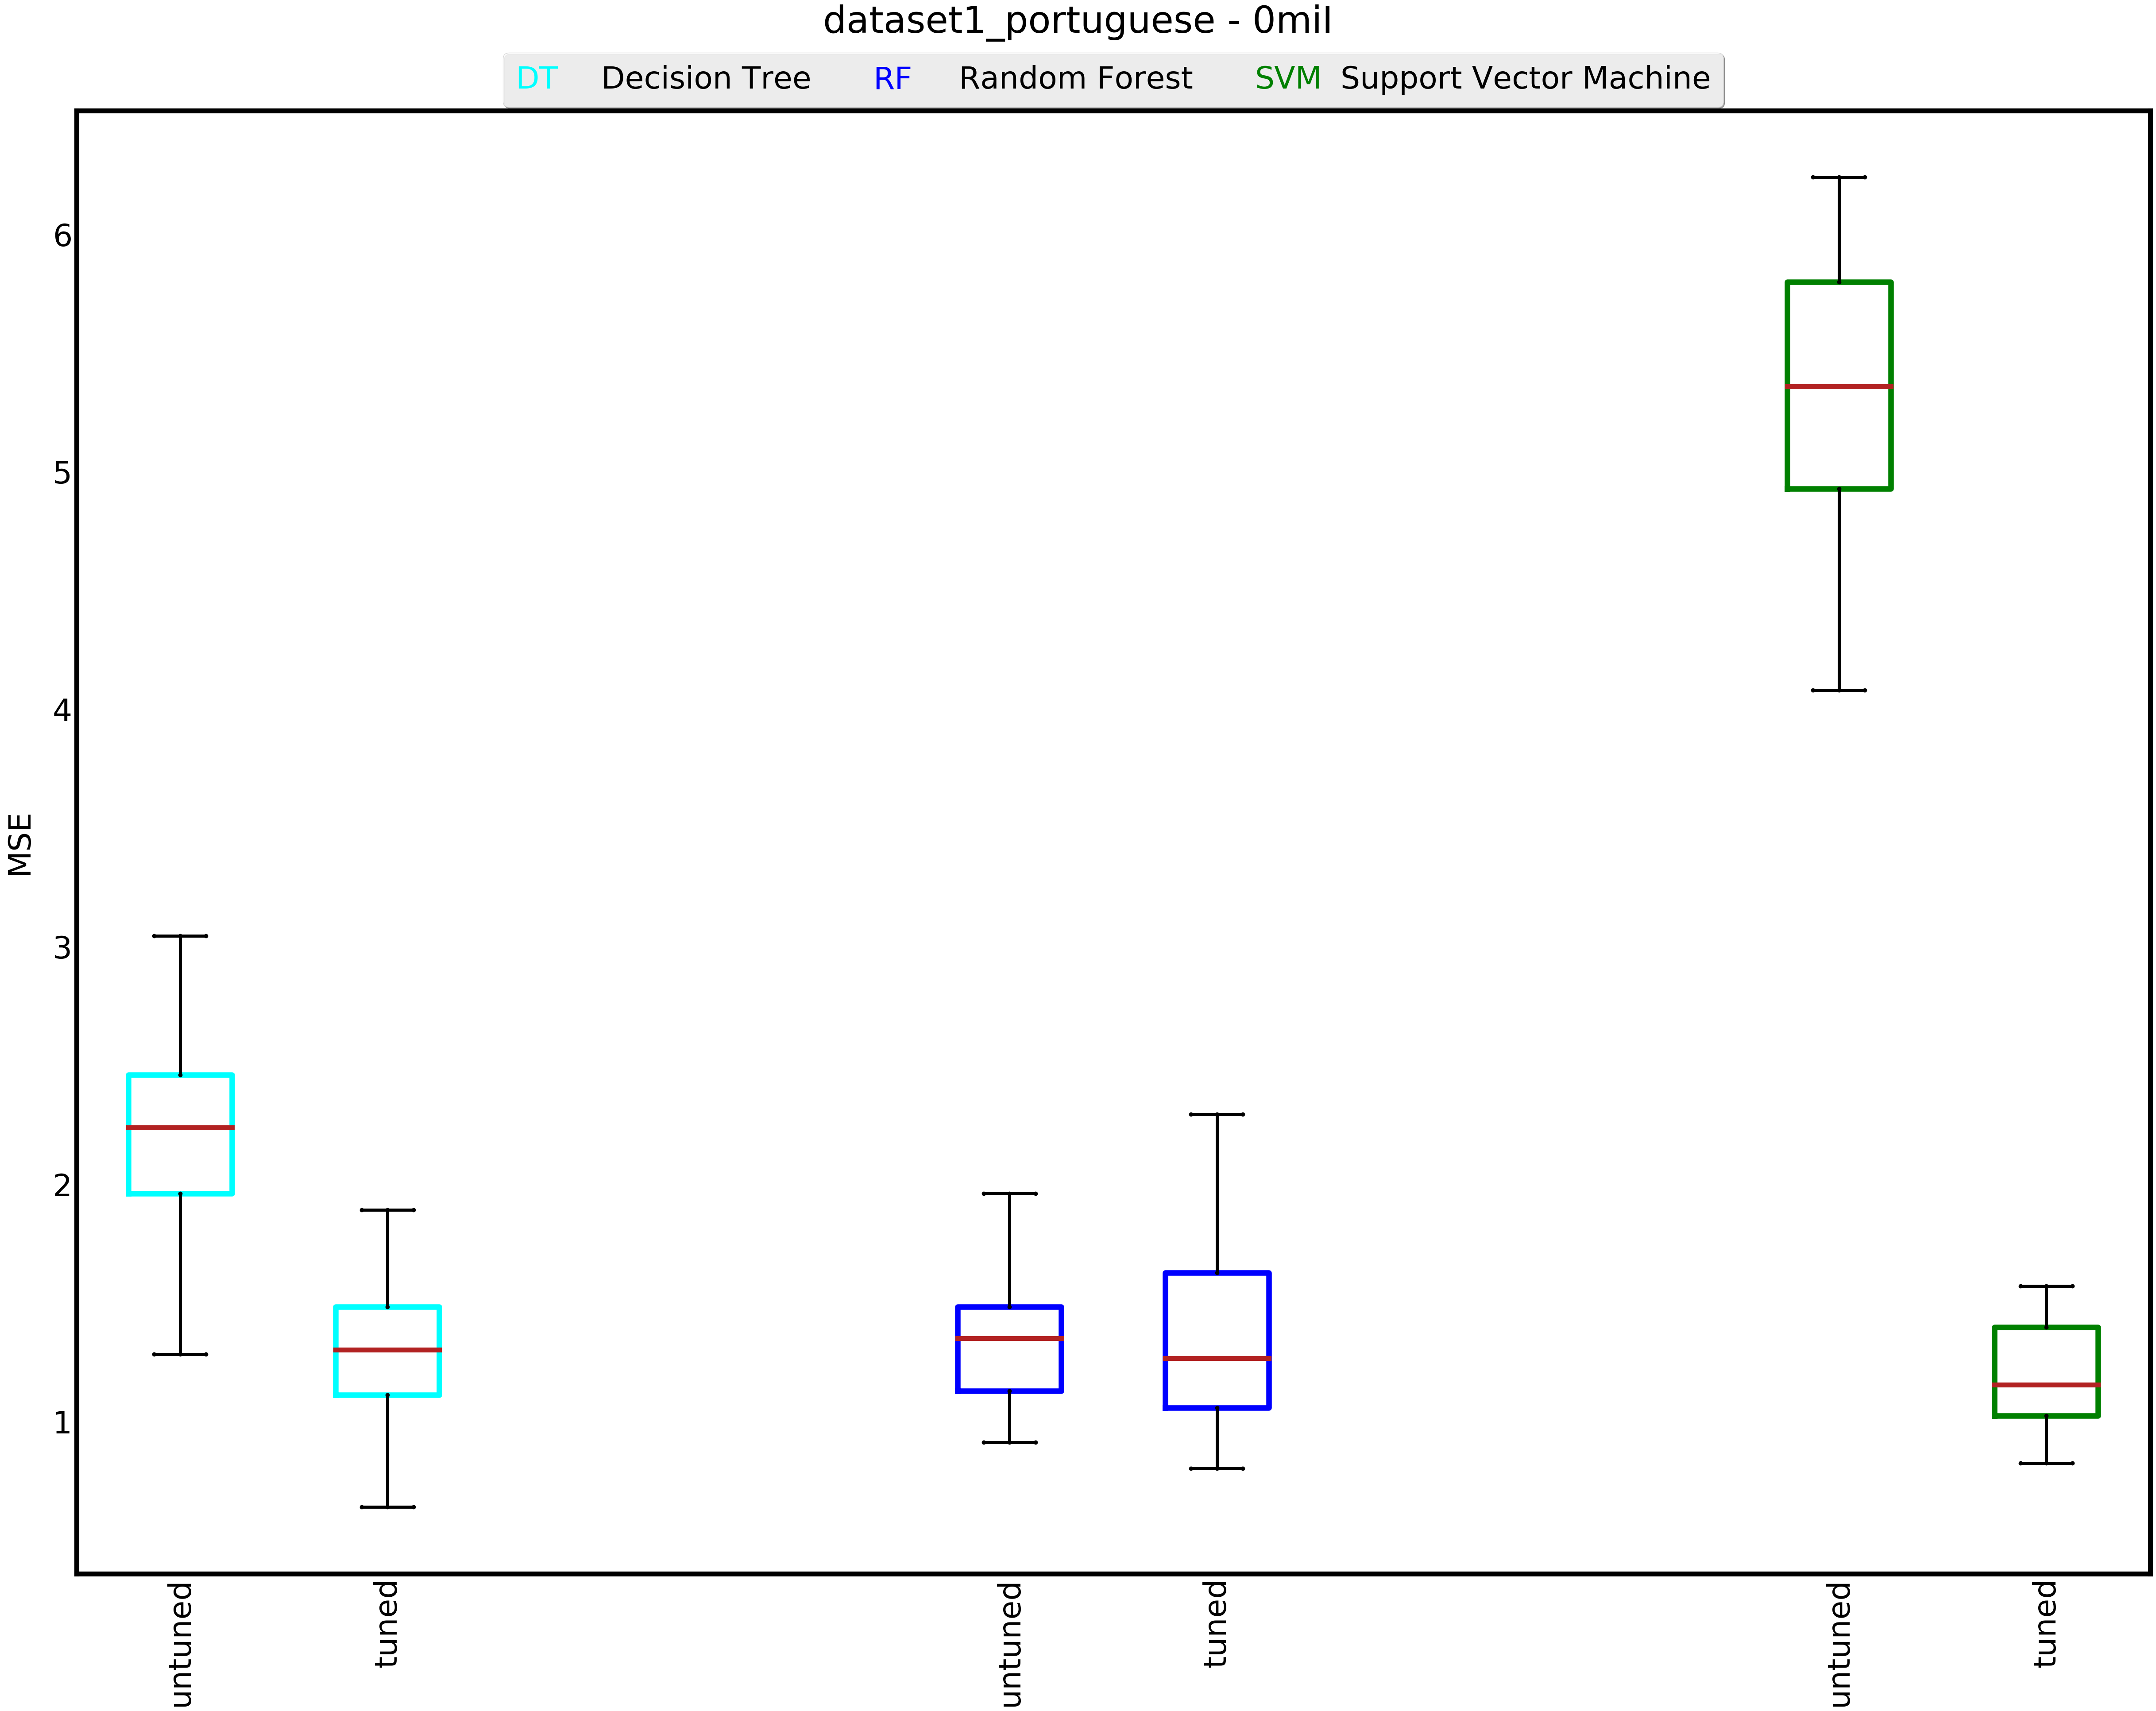 dataset1_portuguese - 0mil
DT Decision Tree RF Random Forest SVM Support Vector Machine
6
5
4
3
2
1
MSE
untuned
tuned
untuned
tuned
untuned
tuned